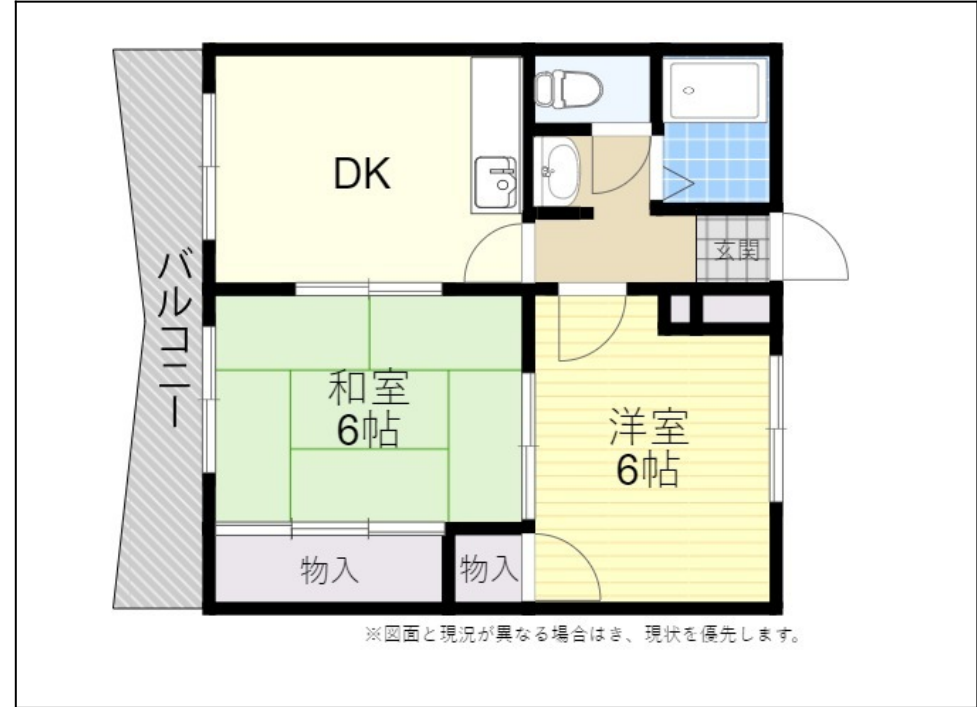 DK
玄関
バルコニー
和室
6帖
洋室
6帖
物入
物入
※図面と現況が異なる場合はき、現状を優先します。